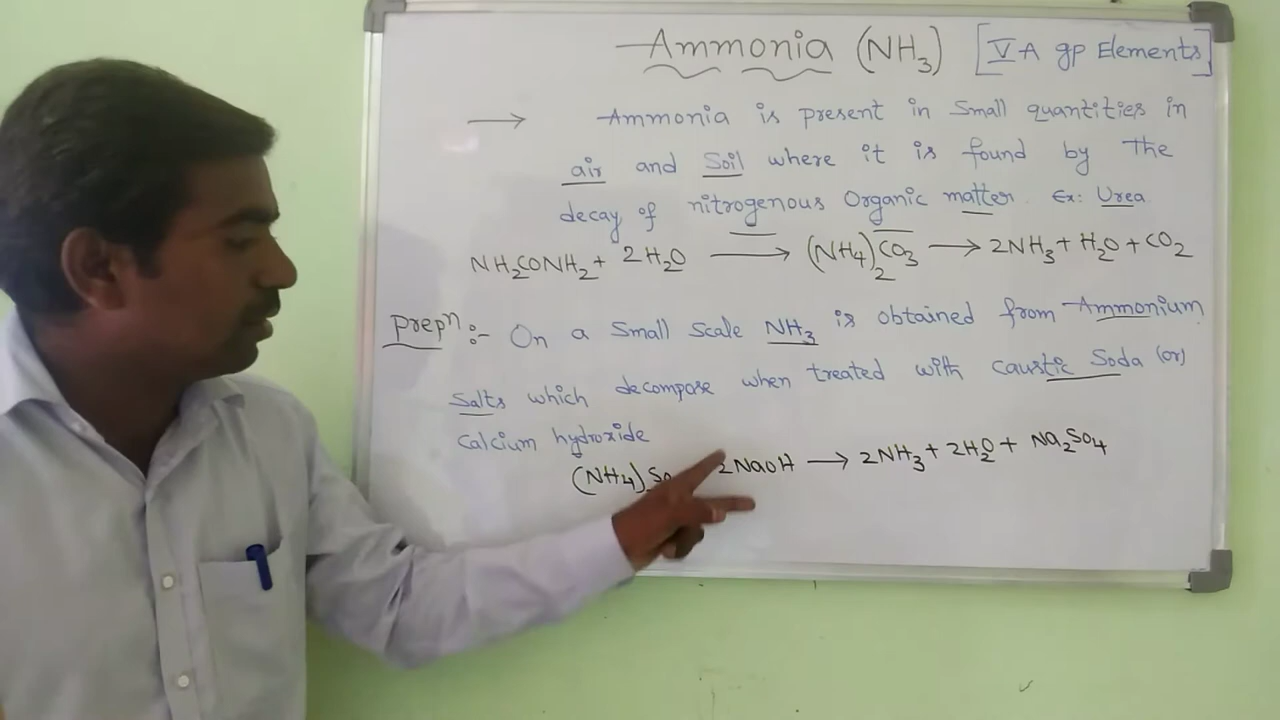 Ammonia (NH₃) [V A gp Elements]
→ Ammonia is present in Small quantities in
air and Soil where it is found by the
decay of nitrogenous Organic matter. Ex: Urea
NH₂CONH₂ + 2H₂O → (NH₄)₂CO₃ → 2NH₃ + H₂O + CO₂
Prepⁿ :- On a Small Scale NH₃ is obtained from Ammonium
Salts which decompose when treated with caustic Soda (or)
Calcium hydroxide
(NH₄) So 2NaOH → 2NH₃ + 2H₂O + Na₂SO₄